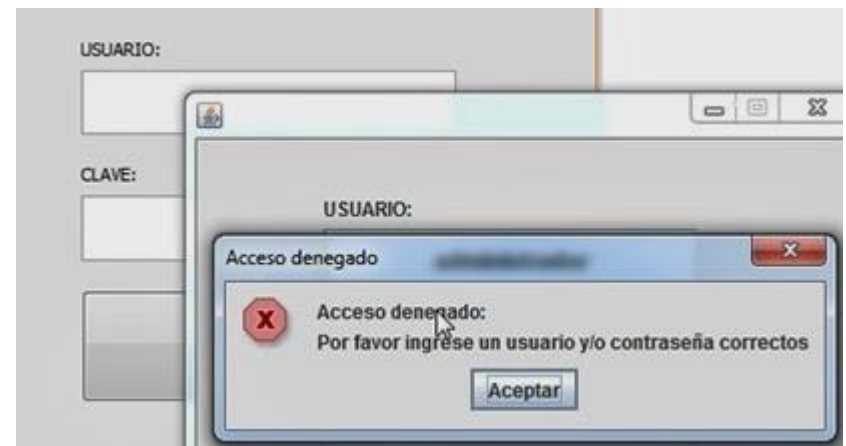 USUARIO:
CLAVE:
USUARIO:
Acceso denegado
Acceso denegado:
Por favor ingrese un usuario y/o contraseña correctos
Aceptar